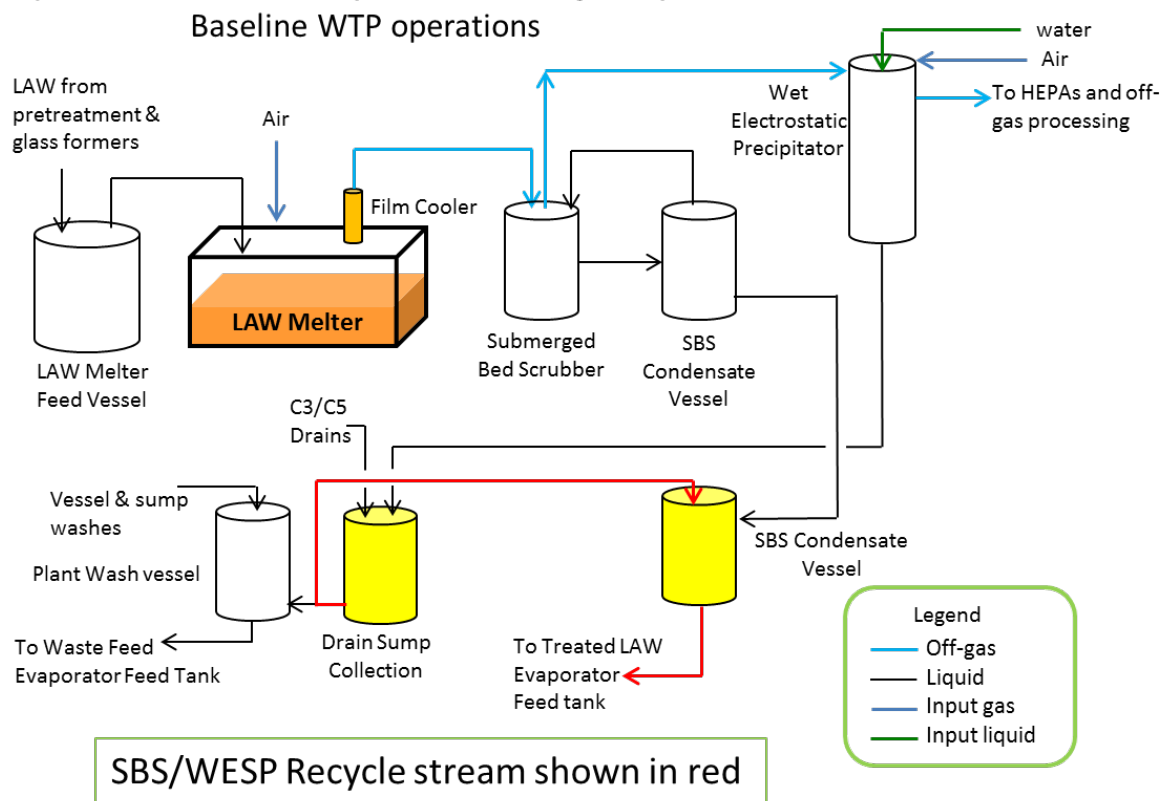 Baseline WTP operations
LAW from
pretreatment &
glass formers
Air
Film Cooler
LAW Melter
LAW Melter
Feed Vessel
Submerged
Bed Scrubber
SBS
Condensate
Vessel
Wet
Electrostatic
Precipitator
water
Air
To HEPAs and off-
gas processing
C3/C5
Drains
Vessel & sump
washes
Plant Wash vessel
To Waste Feed
Evaporator Feed Tank
Drain Sump
Collection
To Treated LAW
Evaporator
Feed tank
SBS Condensate
Vessel
Legend
Off-gas
Liquid
Input gas
Input liquid
SBS/WESP Recycle stream shown in red